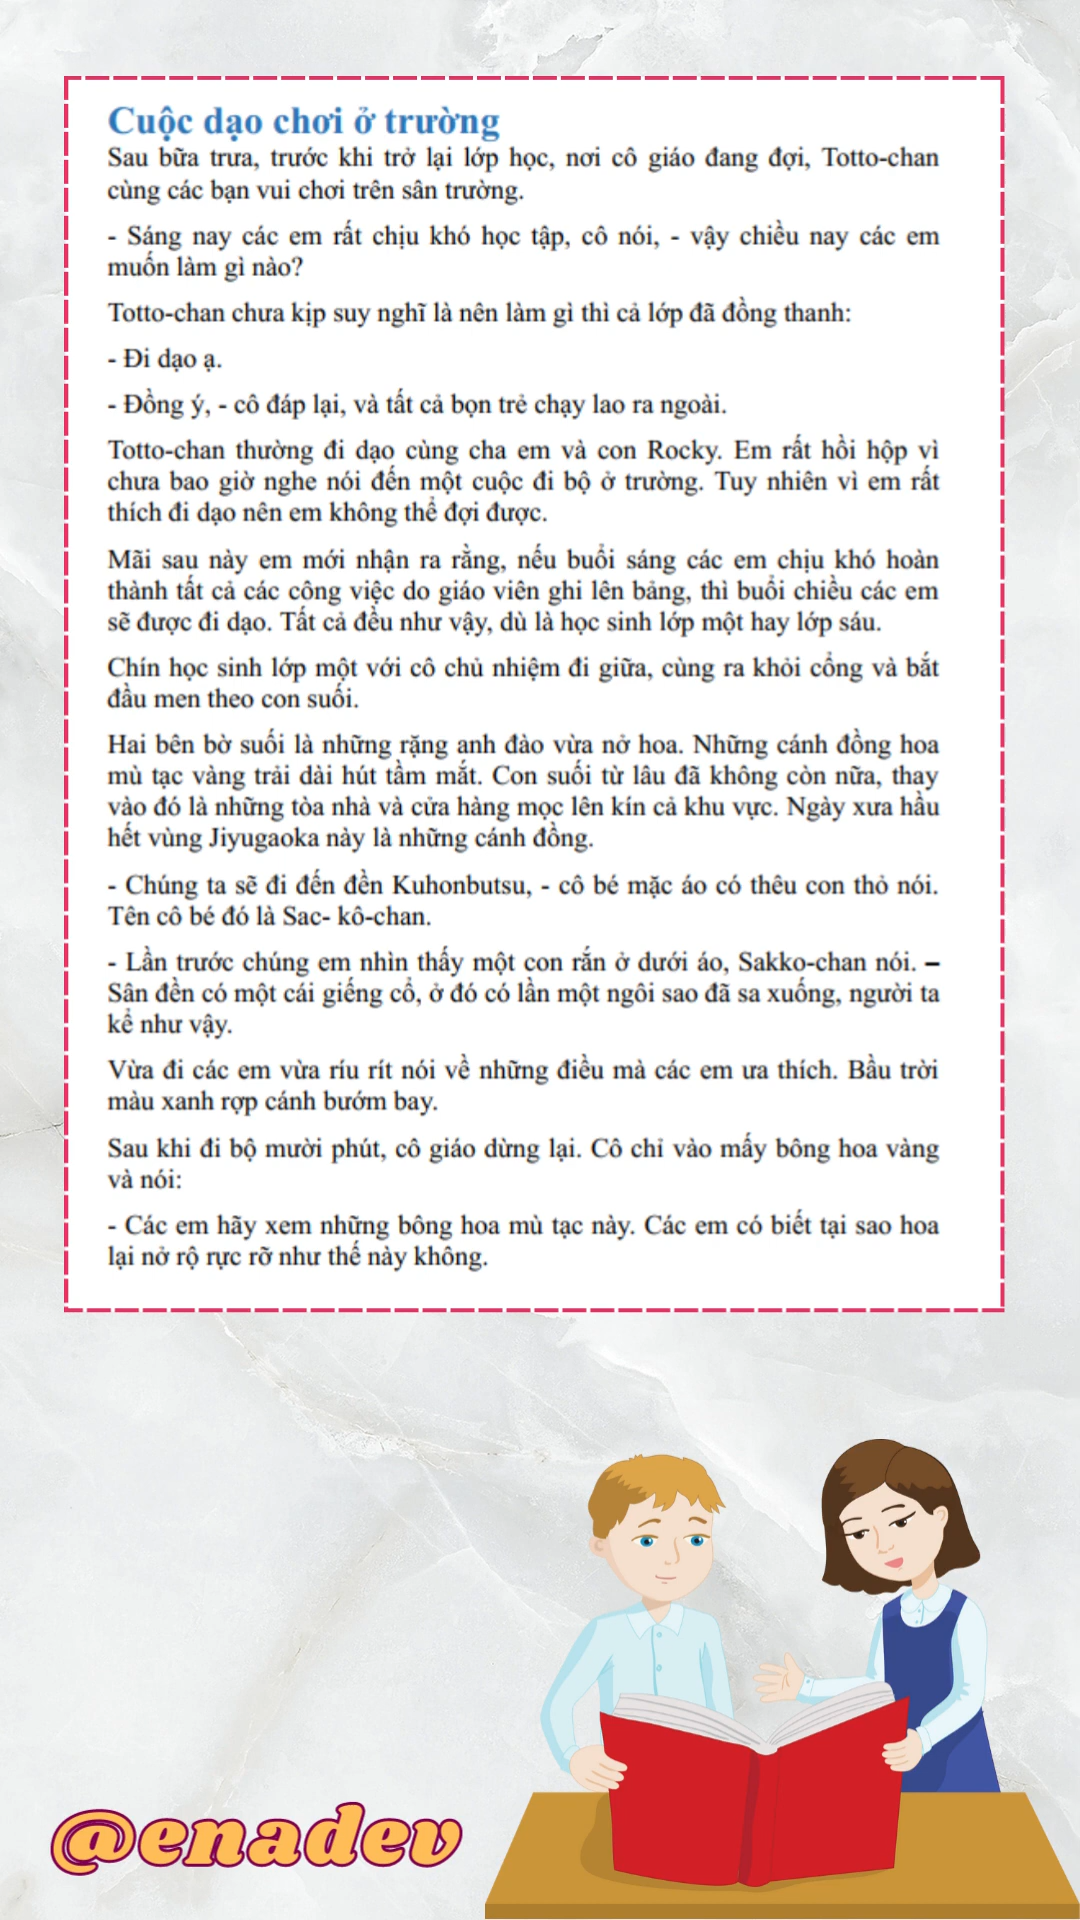 Cuộc dạo chơi ở trường
Sau bữa trưa, trước khi trở lại lớp học, nơi cô giáo đang đợi, Totto-chan
cùng các bạn vui chơi trên sân trường.
- Sáng nay các em rất chịu khó học tập, cô nói, - vậy chiều nay các em
muốn làm gì nào?
Totto-chan chưa kịp suy nghĩ là nên làm gì thì cả lớp đã đồng thanh:
- Đi dạo ạ.
- Đồng ý, - cô đáp lại, và tất cả bọn trẻ chạy lao ra ngoài.
Totto-chan thường đi dạo cùng cha em và con Rocky. Em rất hồi hộp vì
chưa bao giờ nghe nói đến một cuộc đi bộ ở trường. Tuy nhiên vì em rất
thích đi dạo nên em không thể đợi được.
Mãi sau này em mới nhận ra rằng, nếu buổi sáng các em chịu khó hoàn
thành tất cả các công việc do giáo viên ghi lên bảng, thì buổi chiều các em
sẽ được đi dạo. Tất cả đều như vậy, dù là học sinh lớp một hay lớp sáu.
Chín học sinh lớp một với cô chủ nhiệm đi giữa, cùng ra khỏi cổng và bắt
đầu men theo con suối.
Hai bên bờ suối là những rặng anh đào vừa nở hoa. Những cánh đồng hoa
mù tạc vàng trải dài hút tầm mắt. Con suối từ lâu đã không còn nữa, thay
vào đó là những tòa nhà và cửa hàng mọc lên kín cả khu vực. Ngày xưa hầu
hết vùng Jiyugaoka này là những cánh đồng.
- Chúng ta sẽ đi đến đền Kuhonbutsu, - cô bé mặc áo có thêu con thỏ nói.
Tên cô bé đó là Sac- kô-chan.
- Lần trước chúng em nhìn thấy một con rắn ở dưới áo, Sakko-chan nói. –
Sân đền có một cái giếng cổ, ở đó có lần một ngôi sao đã sa xuống, người ta
kể như vậy.
Vừa đi các em vừa ríu rít nói về những điều mà các em ưa thích. Bầu trời
màu xanh rợp cánh bướm bay.
Sau khi đi bộ mười phút, cô giáo dừng lại. Cô chỉ vào mấy bông hoa vàng
và nói:
- Các em hãy xem những bông hoa mù tạc này. Các em có biết tại sao hoa
lại nở rộ rực rỡ như thế này không.
@enadev